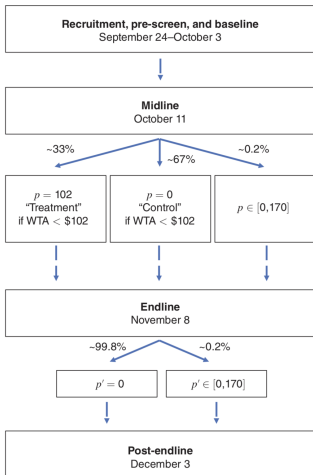 Recruitment, pre-screen, and baseline
September 24–October 3
Midline
October 11
~33%
~67%
~0.2%
p = 102
“Treatment”
if WTA < $102
p = 0
“Control”
if WTA < $102
p ∈ [0,170]
Endline
November 8
~99.8%
~0.2%
p′ = 0
p′ ∈ [0,170]
Post-endline
December 3